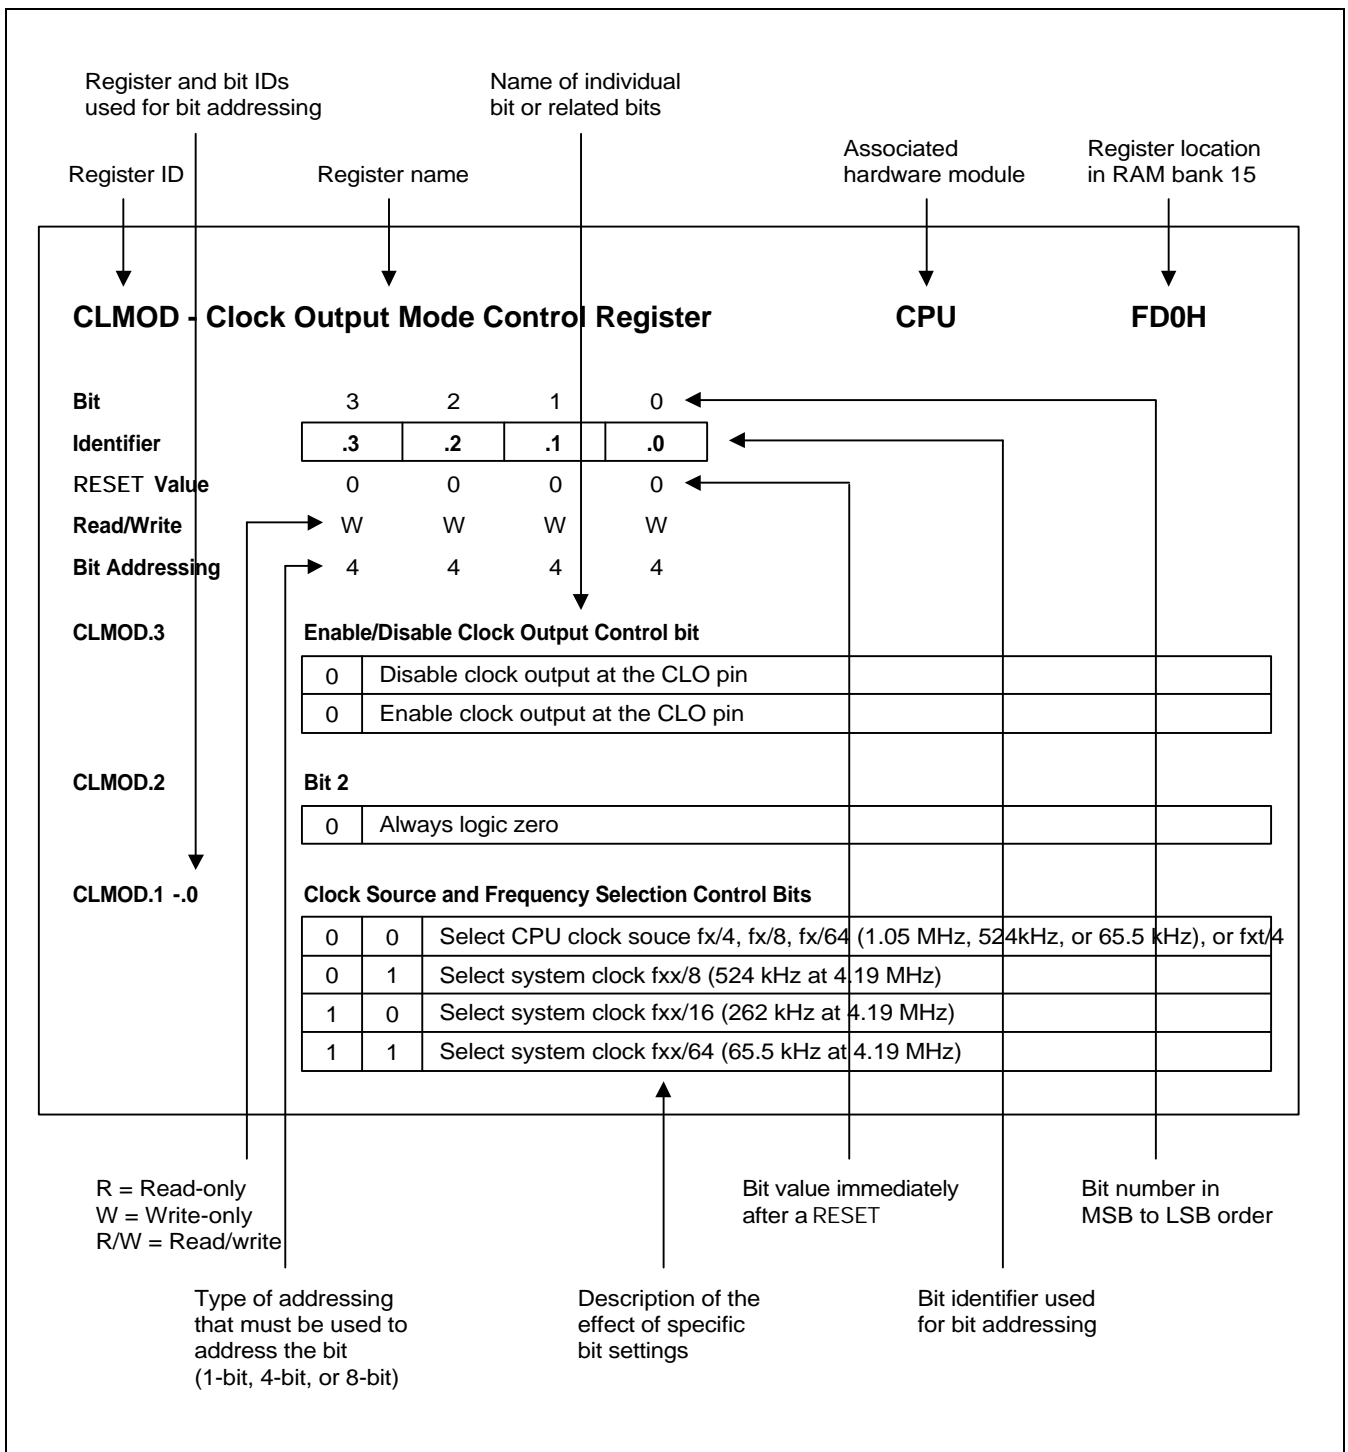 Register and bit IDs
used for bit addressing
Name of individual
bit or related bits
Register ID
Register name
Associated
hardware module
Register location
in RAM bank 15
CLMOD - Clock Output Mode Control Register CPU FD0H
Bit 3 2 1 0
Identifier .3 .2 .1 .0
RESET Value 0 0 0 0
Read/Write W W W W
Bit Addressing 4 4 4 4
CLMOD.3 Enable/Disable Clock Output Control bit
0 Disable clock output at the CLO pin
0 Enable clock output at the CLO pin
CLMOD.2 Bit 2
0 Always logic zero
CLMOD.1 -.0 Clock Source and Frequency Selection Control Bits
0 0 Select CPU clock souce fx/4, fx/8, fx/64 (1.05 MHz, 524kHz, or 65.5 kHz), or fxt/4
0 1 Select system clock fxx/8 (524 kHz at 4.19 MHz)
1 0 Select system clock fxx/16 (262 kHz at 4.19 MHz)
1 1 Select system clock fxx/64 (65.5 kHz at 4.19 MHz)
R = Read-only
W = Write-only
R/W = Read/write
Bit value immediately
after a RESET
Bit number in
MSB to LSB order
Type of addressing
that must be used to
address the bit
(1-bit, 4-bit, or 8-bit)
Description of the
effect of specific
bit settings
Bit identifier used
for bit addressing